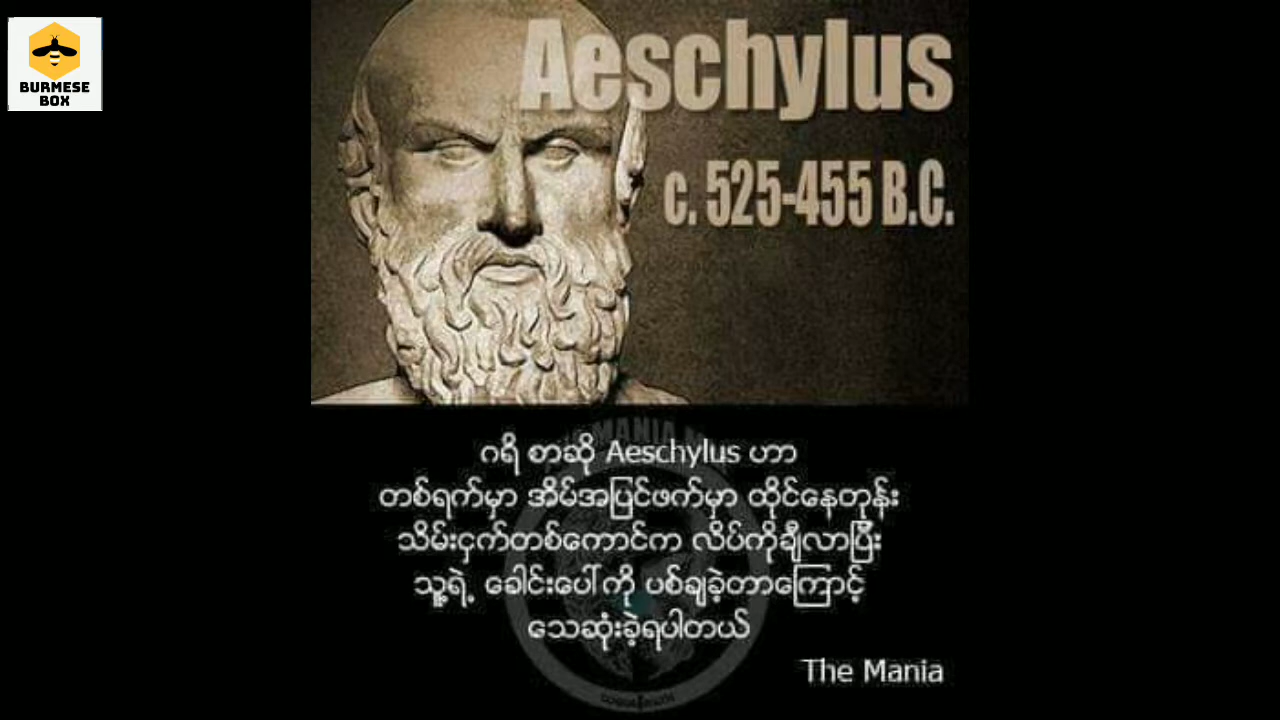 BURMESE
BOX
Aeschylus
c. 525-455 B.C.
ဂရိ စာဆို Aeschylus ဟာ
တစ်ရက်မှာ အိမ်အပြင်ဖက်မှာ ထိုင်နေတုန်း
သိမ်းငှက်တစ်ကောင်က လိပ်ကိုချီလာပြီး
သူ့ရဲ့ ခေါင်းပေါ်ကို ပစ်ချခဲ့တာကြောင့်
သေဆုံးခဲ့ရပါတယ်
The Mania